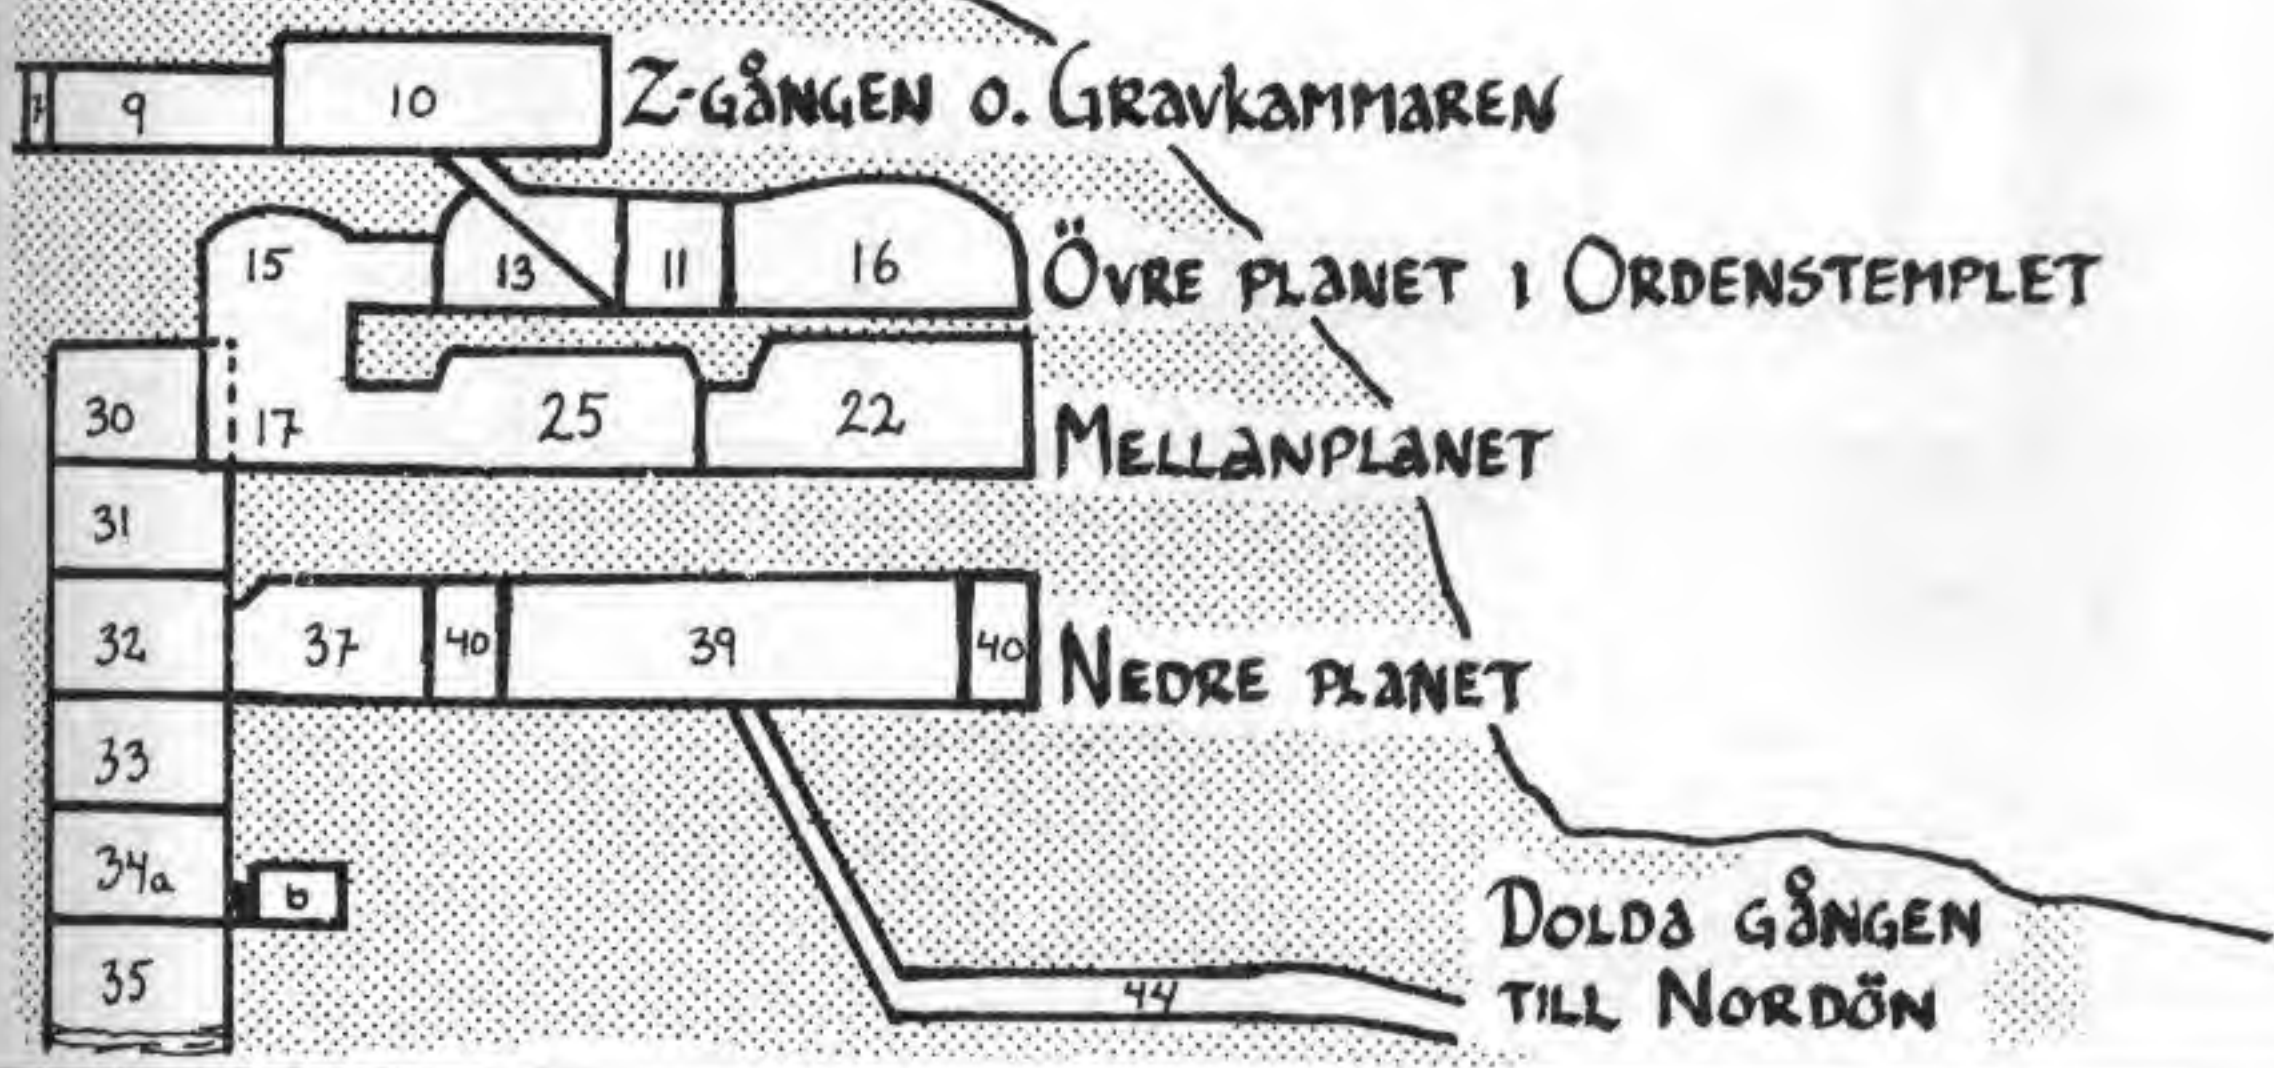 7 9 10 Z-GÅNGEN O. GRAVKAMMAREN
15 13 11 16 ÖVRE PLANET I ORDENSTEMPLET
30 17 25 22 MELLANPLANET
31
32 37 40 39 40 NEDRE PLANET
33
34a b DOLDA GÅNGEN
35 44 TILL NORDÖN